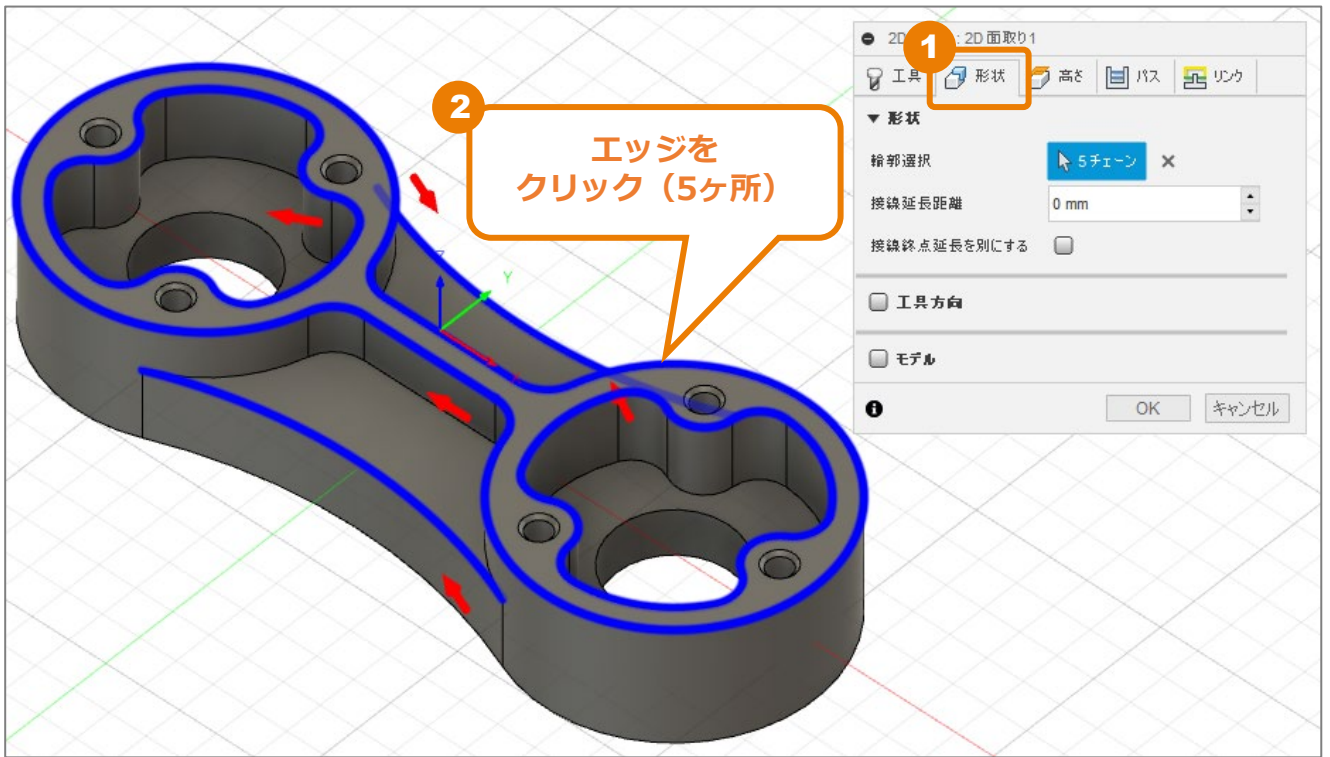 2D
: 2D 面取り1
1
工具
形状
高さ
パス
リンク
▼ 形状
輪郭選択
5チェーン
×
接線延長距離
0 mm
接線終点延長を別にする
工具方向
モデル
OK
キャンセル
2
エッジを
クリック（5ヶ所）
Z
Y